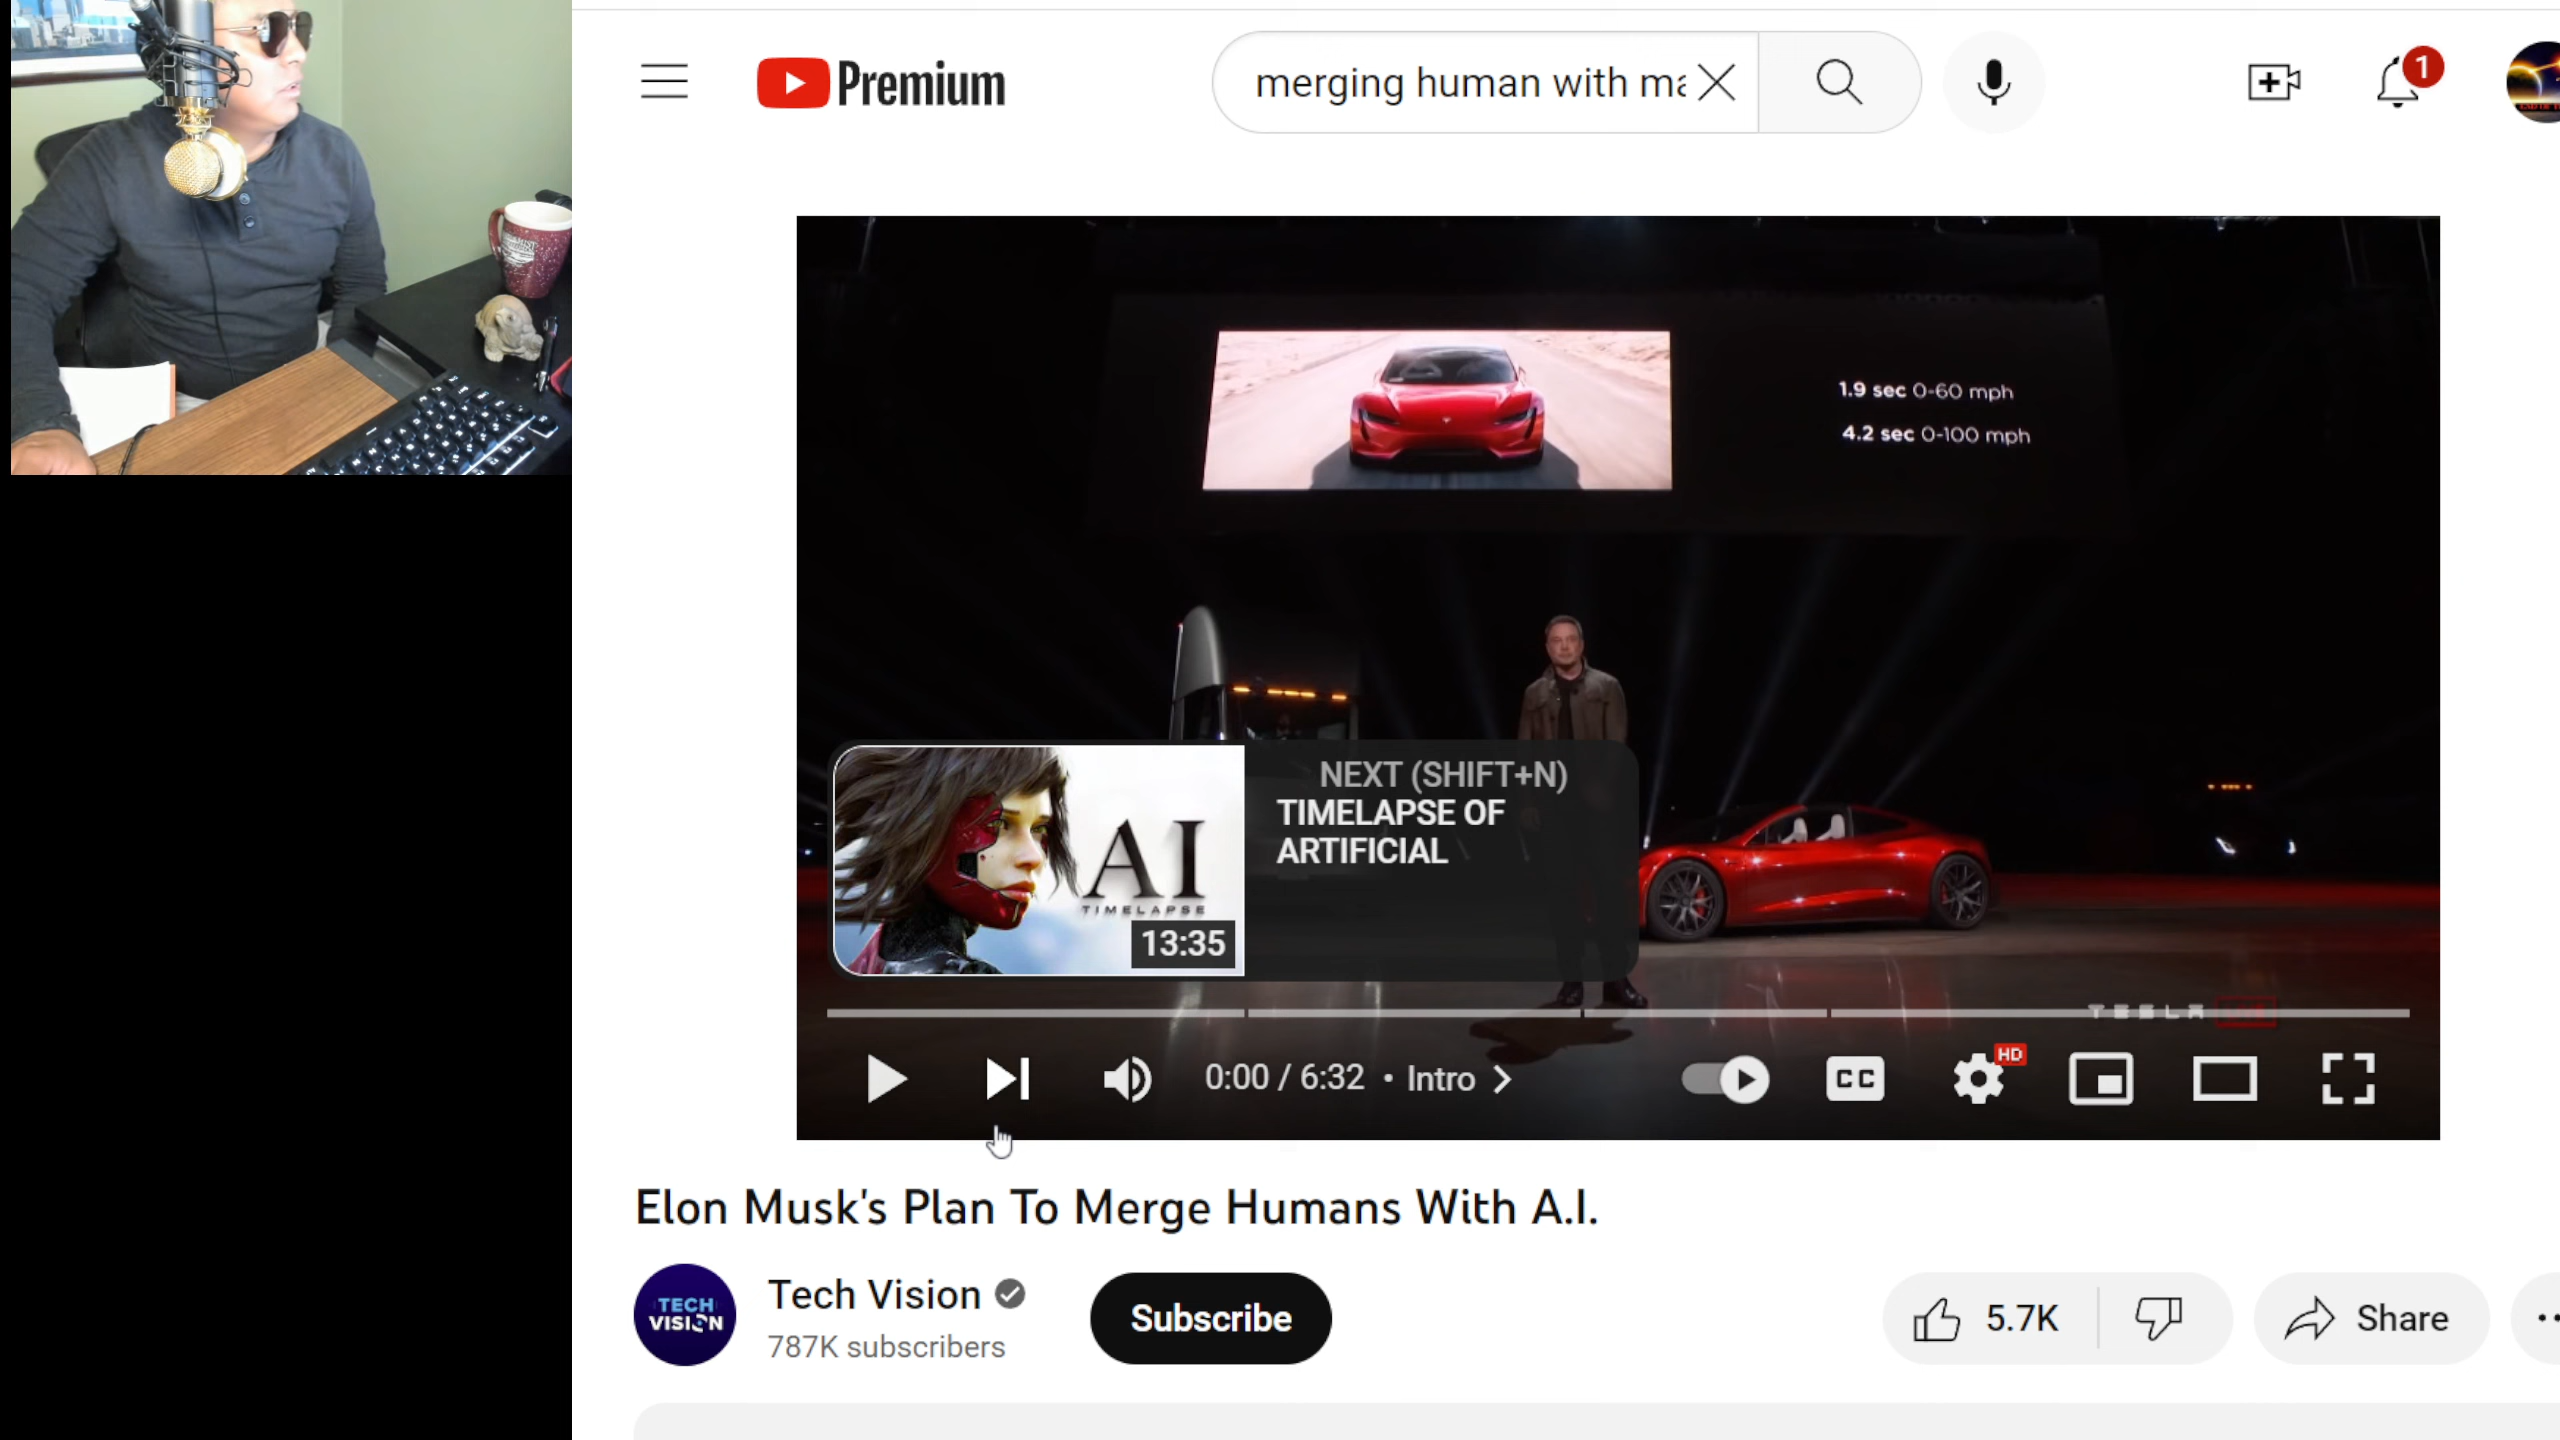 Premium
merging human with ma
1
1.9 sec 0-60 mph
4.2 sec 0-100 mph
NEXT (SHIFT+N)
TIMELAPSE OF
ARTIFICIAL
AI
TIMELAPSE
13:35
TESLA
0:00 / 6:32 • Intro
CC
HD
Elon Musk's Plan To Merge Humans With A.I.
TECH
VISION
Tech Vision
787K subscribers
Subscribe
5.7K
Share